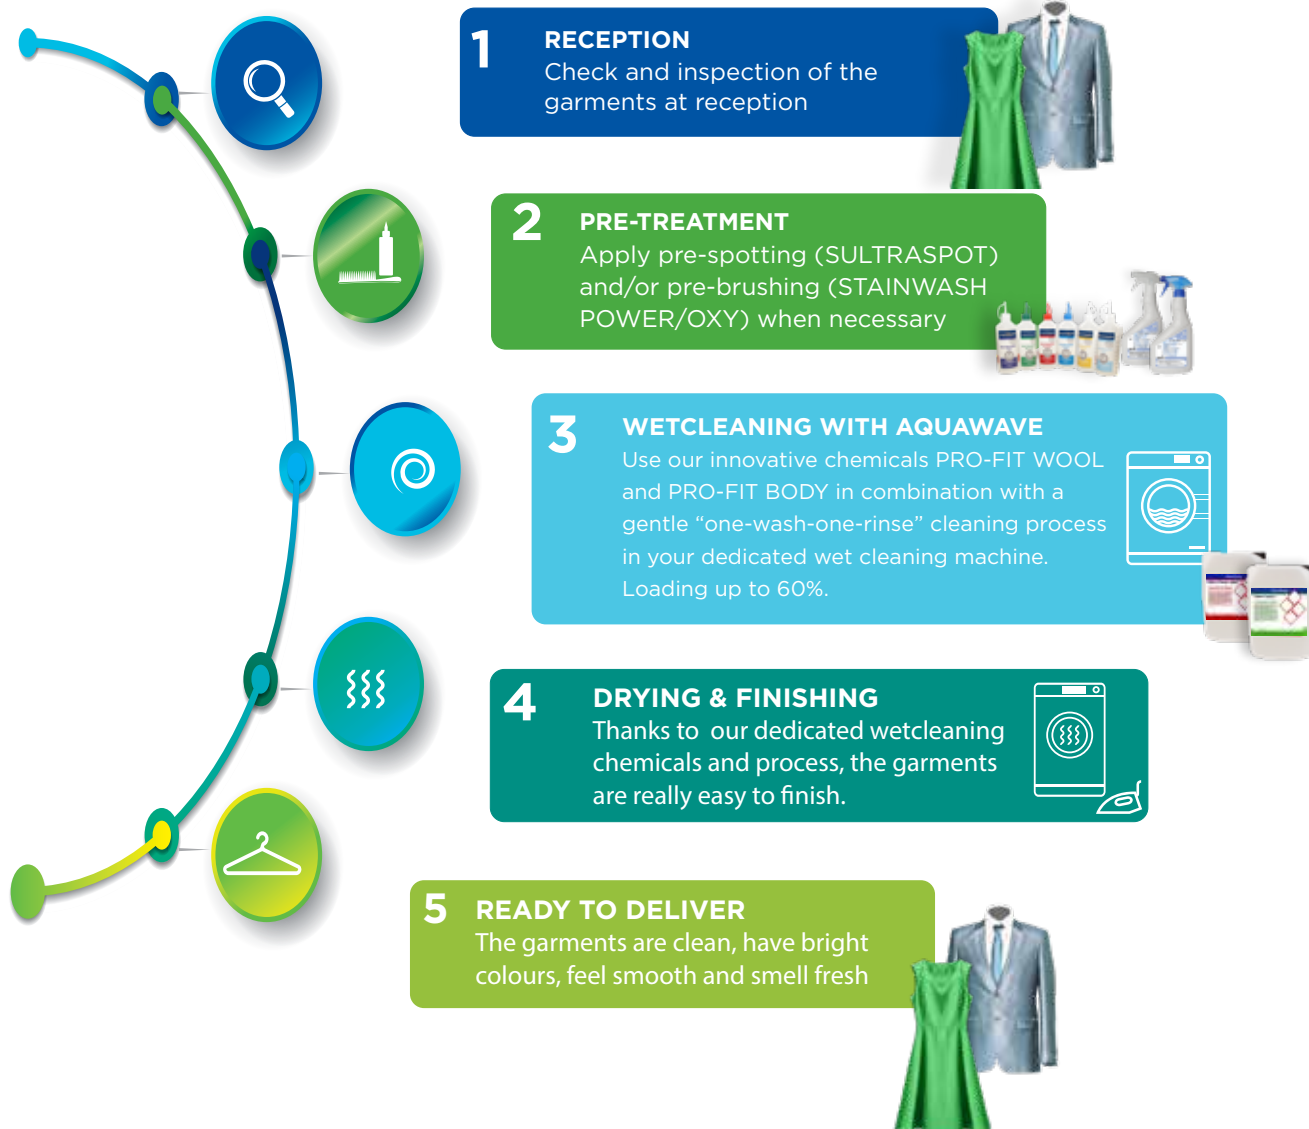 1
RECEPTION
Check and inspection of the
garments at reception
2
PRE-TREATMENT
Apply pre-spotting (SULTRASPOT)
and/or pre-brushing (STAINWASH
POWER/OXY) when necessary
3
WETCLEANING WITH AQUAWAVE
Use our innovative chemicals PRO-FIT WOOL
and PRO-FIT BODY in combination with a
gentle “one-wash-one-rinse” cleaning process
in your dedicated wet cleaning machine.
Loading up to 60%.
4
DRYING & FINISHING
Thanks to  our dedicated wetcleaning
chemicals and process, the garments
are really easy to finish.
5
READY TO DELIVER
The garments are clean, have bright
colours, feel smooth and smell fresh